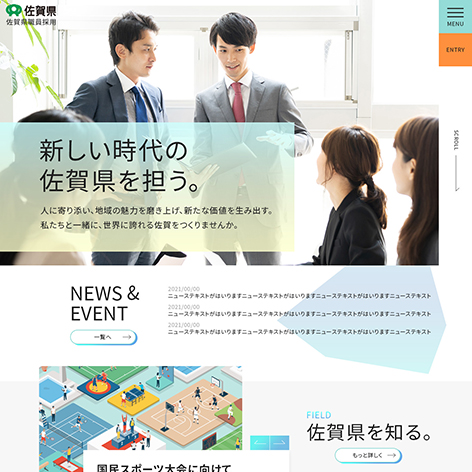 佐賀県
佐賀県職員採用
MENU
ENTRY
SCROLL
新しい時代の
佐賀県を担う。
人に寄り添い、地域の魅力を磨き上げ、新たな価値を生み出す。
私たちと一緒に、世界に誇れる佐賀をつくりませんか。
NEWS &
EVENT
一覧へ
2021/00/00
ニューステキストがはいりますニューステキストがはいりますニューステキストがはいりますニューステキスト
2021/00/00
ニューステキストがはいりますニューステキストがはいりますニューステキストがはいりますニューステキスト
2021/00/00
ニューステキストがはいりますニューステキストがはいりますニューステキストがはいりますニューステキスト
国民スポーツ大会に向けて
FIELD
佐賀県を知る。
もっと詳しく